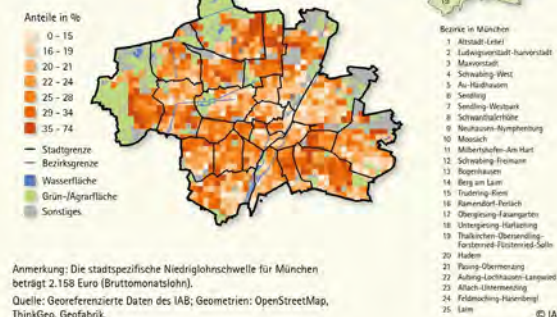 Anteile in %
0 - 15
16 - 19
20 - 21
22 - 24
25 - 28
29 - 34
35 - 74
Stadtgrenze
Bezirksgrenze
Wasserfläche
Grün-/Agrarfläche
Sonstiges
Bezirke in München
1 Altstadt-Lehel
2 Ludwigsvorstadt-Isarvorstadt
3 Maxvorstadt
4 Schwabing-West
5 Au-Haidhausen
6 Sendling
7 Sendling-Westpark
8 Schwanthalerhöhe
9 Neuhausen-Nymphenburg
10 Moosach
11 Milbertshofen-Am Hart
12 Schwabing-Freimann
13 Bogenhausen
14 Berg am Laim
15 Trudering-Riem
16 Ramersdorf-Perlach
17 Obergiesing-Fasangarten
18 Untergiesing-Harlaching
19 Thalkirchen-Obersendling-
Forstenried-Fürstenried-Solln
20 Hadern
21 Pasing-Obermenzing
22 Aubing-Lochhausen-Langwied
23 Allach-Untermenzing
24 Feldmoching-Hasenbergl
25 Laim
Anmerkung: Die stadtspezifische Niedriglohnschwelle für München
beträgt 2.158 Euro (Bruttomonatslohn).
Quelle: Georeferenzierte Daten des IAB; Geometrien: OpenStreetMap,
ThinkGeo, Geofabrik.
© IA